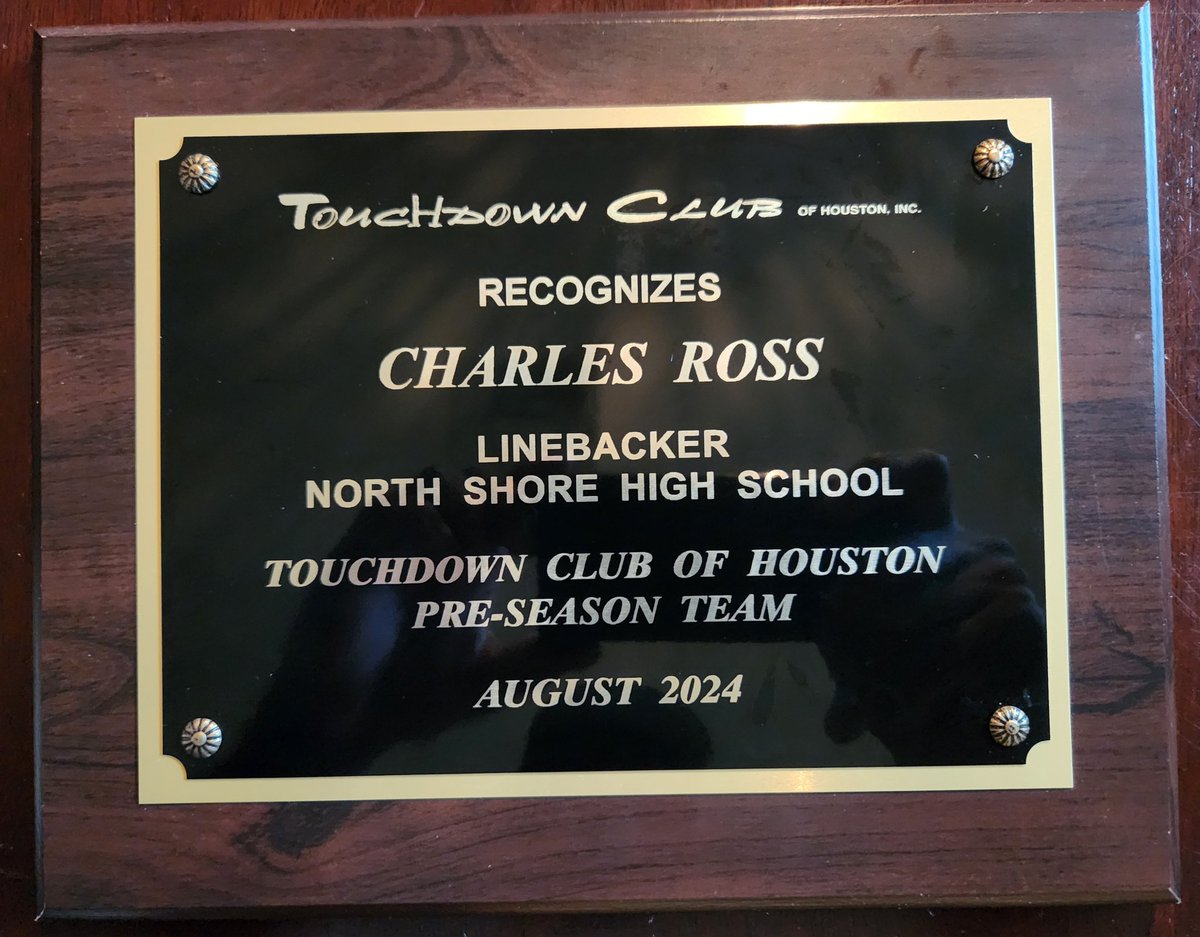 TOUCHDOWN CLUB OF HOUSTON, INC.
RECOGNIZES
CHARLES ROSS
LINEBACKER
NORTH SHORE HIGH SCHOOL
TOUCHDOWN CLUB OF HOUSTON
PRE-SEASON TEAM
AUGUST 2024